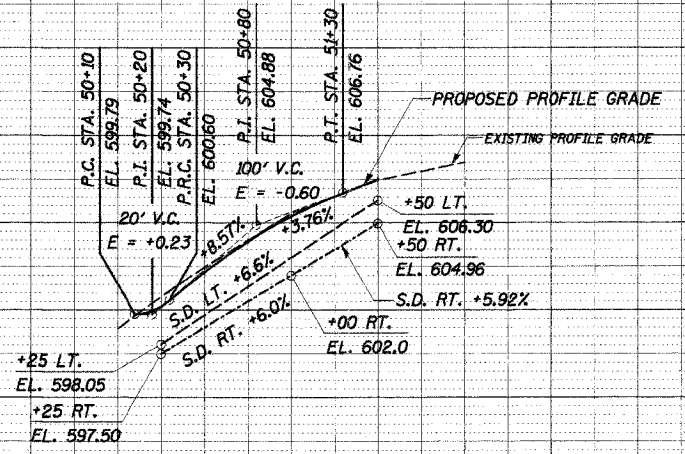 P.C. STA. 50+10
EL. 599.79
P.I. STA. 50+20
EL. 599.74
P.R.C. STA. 50+30
EL. 600.60
P.I. STA. 50+80
EL. 604.88
P.T. STA. 51+30
EL. 606.76
PROPOSED PROFILE GRADE
EXISTING PROFILE GRADE
100' V.C.
E = -0.60
20' V.C.
E = +0.23
+8.57%
+3.76%
+50 LT.
EL. 606.30
+50 RT.
EL. 604.96
S.D. LT. +6.6%
S.D. RT. +6.0%
S.D. RT. +5.92%
+00 RT.
EL. 602.0
+25 LT.
EL. 598.05
+25 RT.
EL. 597.50